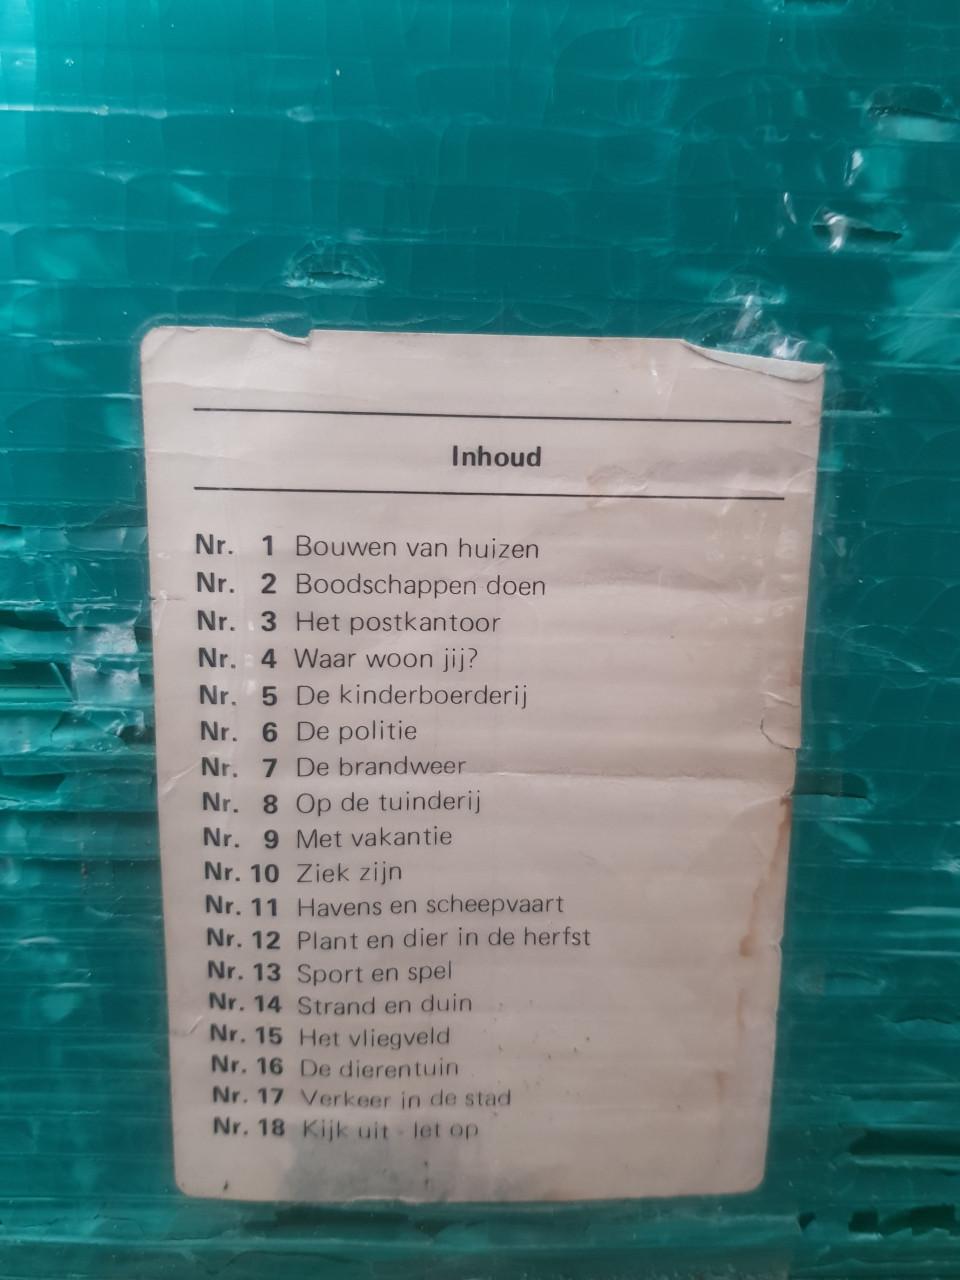 Inhoud
Nr. 1 Bouwen van huizen
Nr. 2 Boodschappen doen
Nr. 3 Het postkantoor
Nr. 4 Waar woon jij?
Nr. 5 De kinderboerderij
Nr. 6 De politie
Nr. 7 De brandweer
Nr. 8 Op de tuinderij
Nr. 9 Met vakantie
Nr. 10 Ziek zijn
Nr. 11 Havens en scheepvaart
Nr. 12 Plant en dier in de herfst
Nr. 13 Sport en spel
Nr. 14 Strand en duin
Nr. 15 Het vliegveld
Nr. 16 De dierentuin
Nr. 17 Verkeer in de stad
Nr. 18 Kijk uit - let op